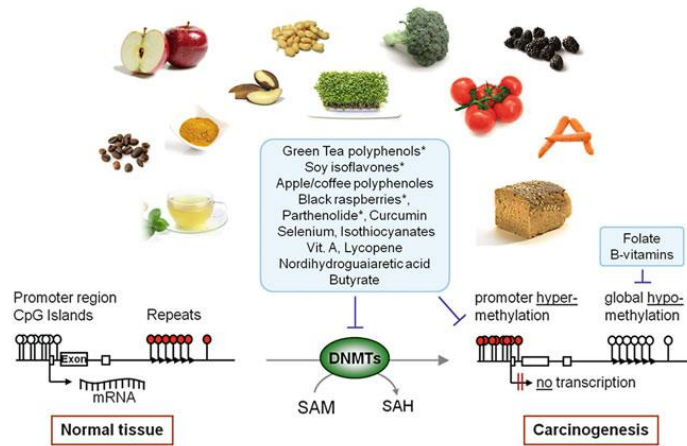 Green Tea polyphenols*
Soy isoflavones*
Apple/coffee polyphenoles
Black raspberries*,
Parthenolide*, Curcumin
Selenium, Isothiocyanates
Vit. A, Lycopene
Nordihydroguaiaretic acid
Butyrate
Folate
B-vitamins
Promoter region
CpG Islands
Repeats
promoter hyper-
methylation
global hypo-
methylation
Exon
mRNA
DNMTs
SAM
SAH
no transcription
Normal tissue
Carcinogenesis